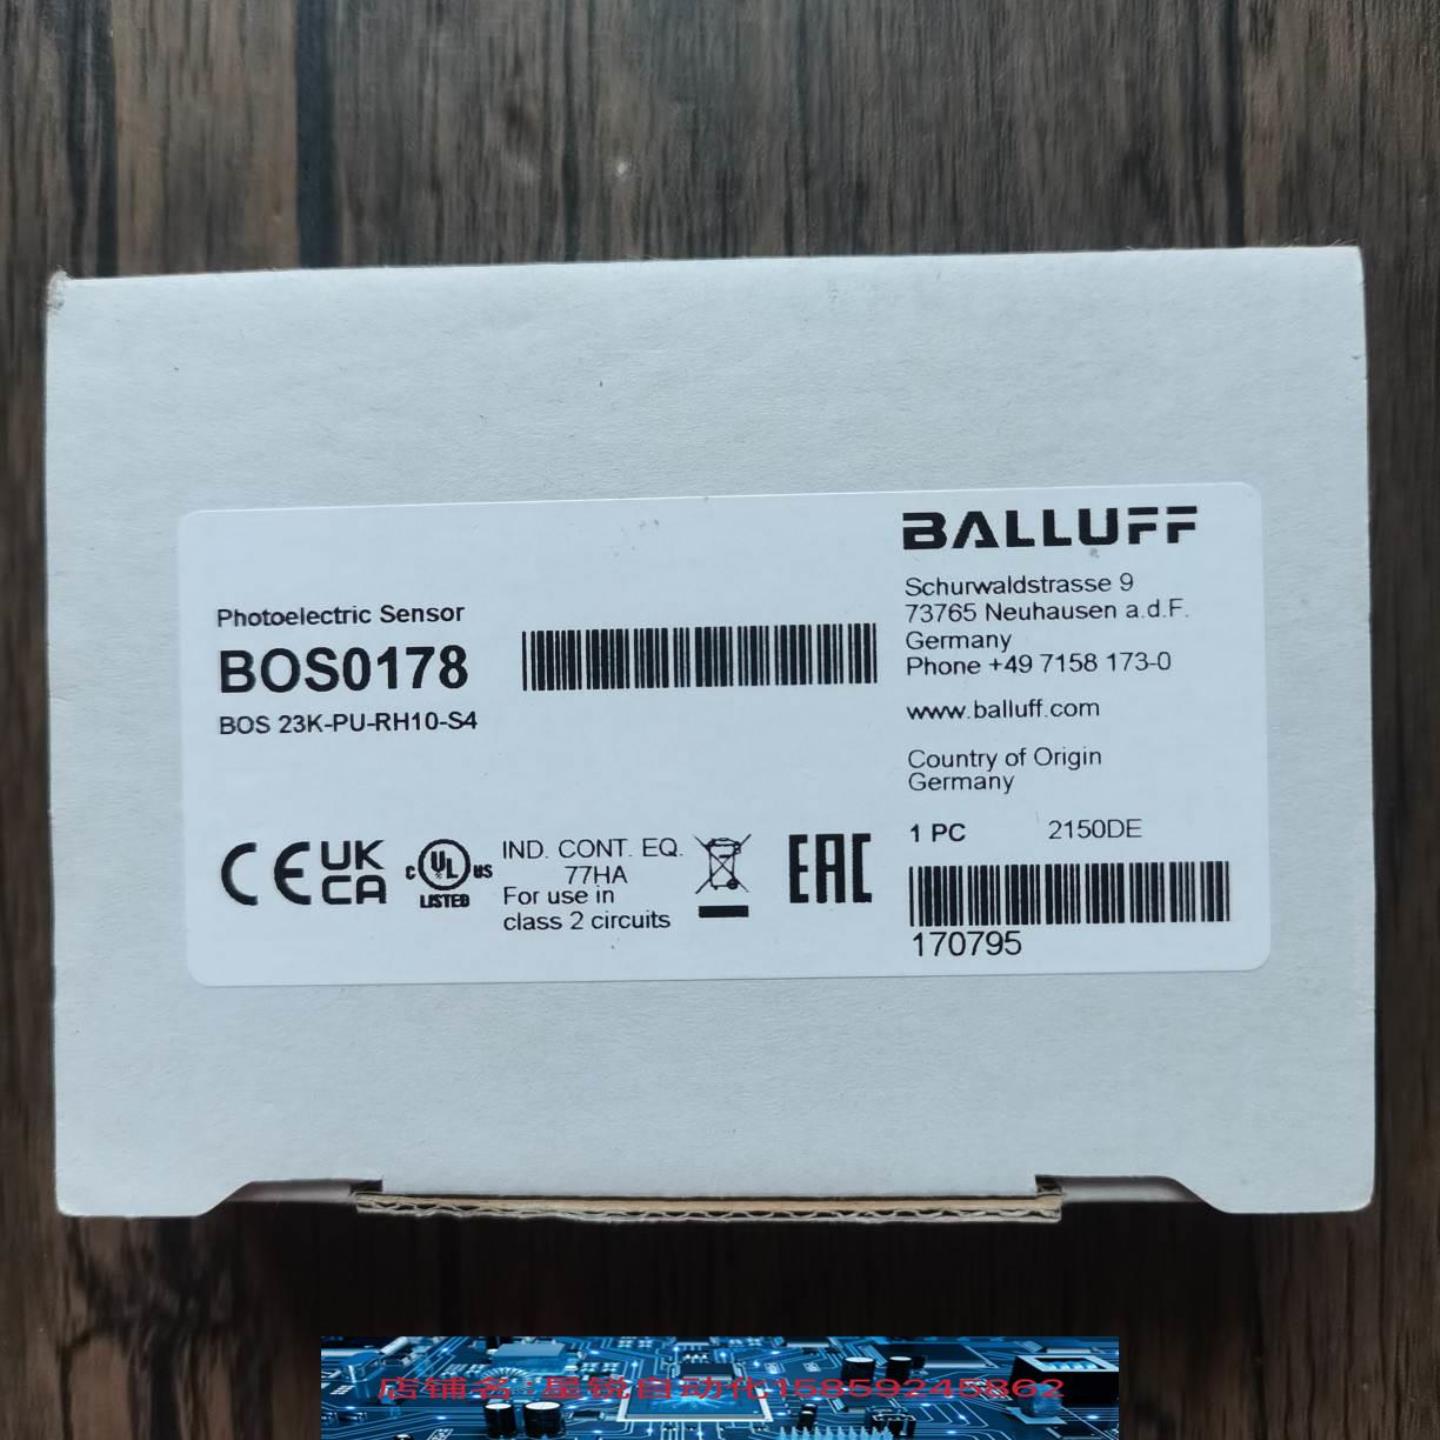 BALLUFF
Schurwaldstrasse 9
73765 Neuhausen a.d.F.
Germany
Phone +49 7158 173-0
www.balluff.com
Country of Origin
Germany
1 PC 2150DE
170795
Photoelectric Sensor
BOS0178
BOS 23K-PU-RH10-S4
CE UK CA
C UL US
LISTED
IND. CONT. EQ.
77HA
For use in
class 2 circuits
EAC
店铺名:星锐自动化15859245862